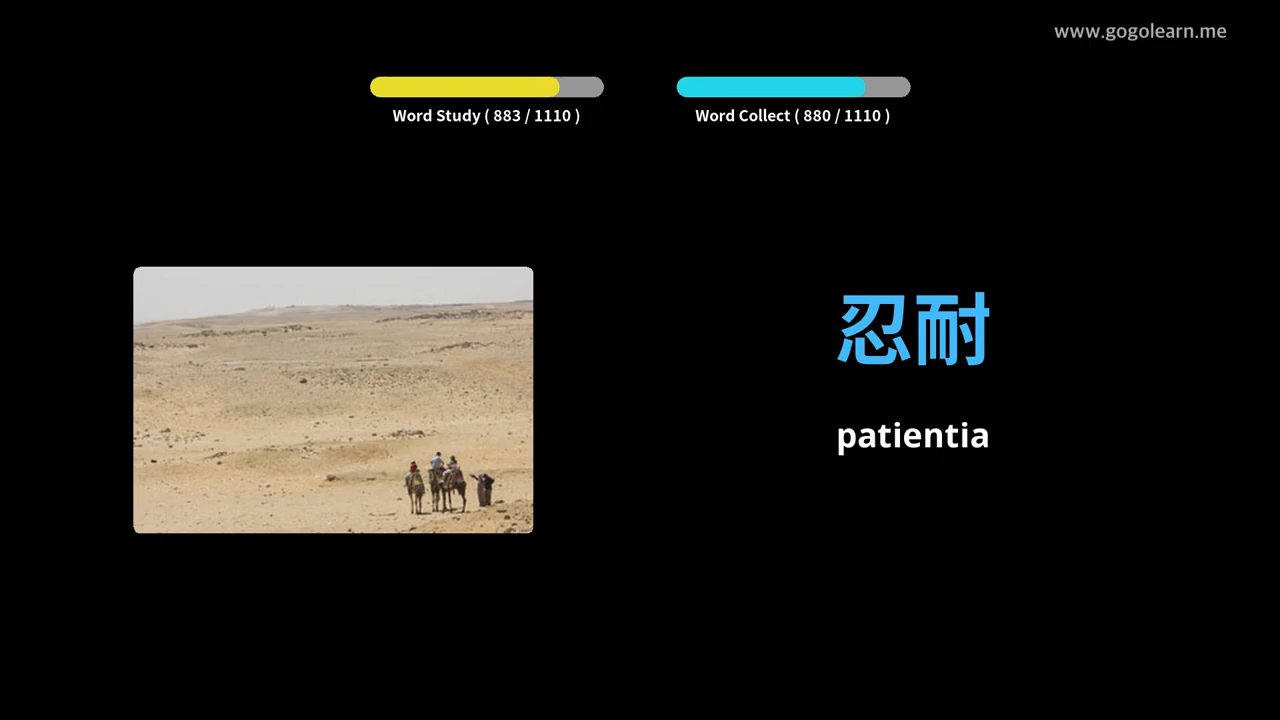 www.gogolearn.me
Word Study ( 883 / 1110 )
Word Collect ( 880 / 1110 )
忍耐
patientia